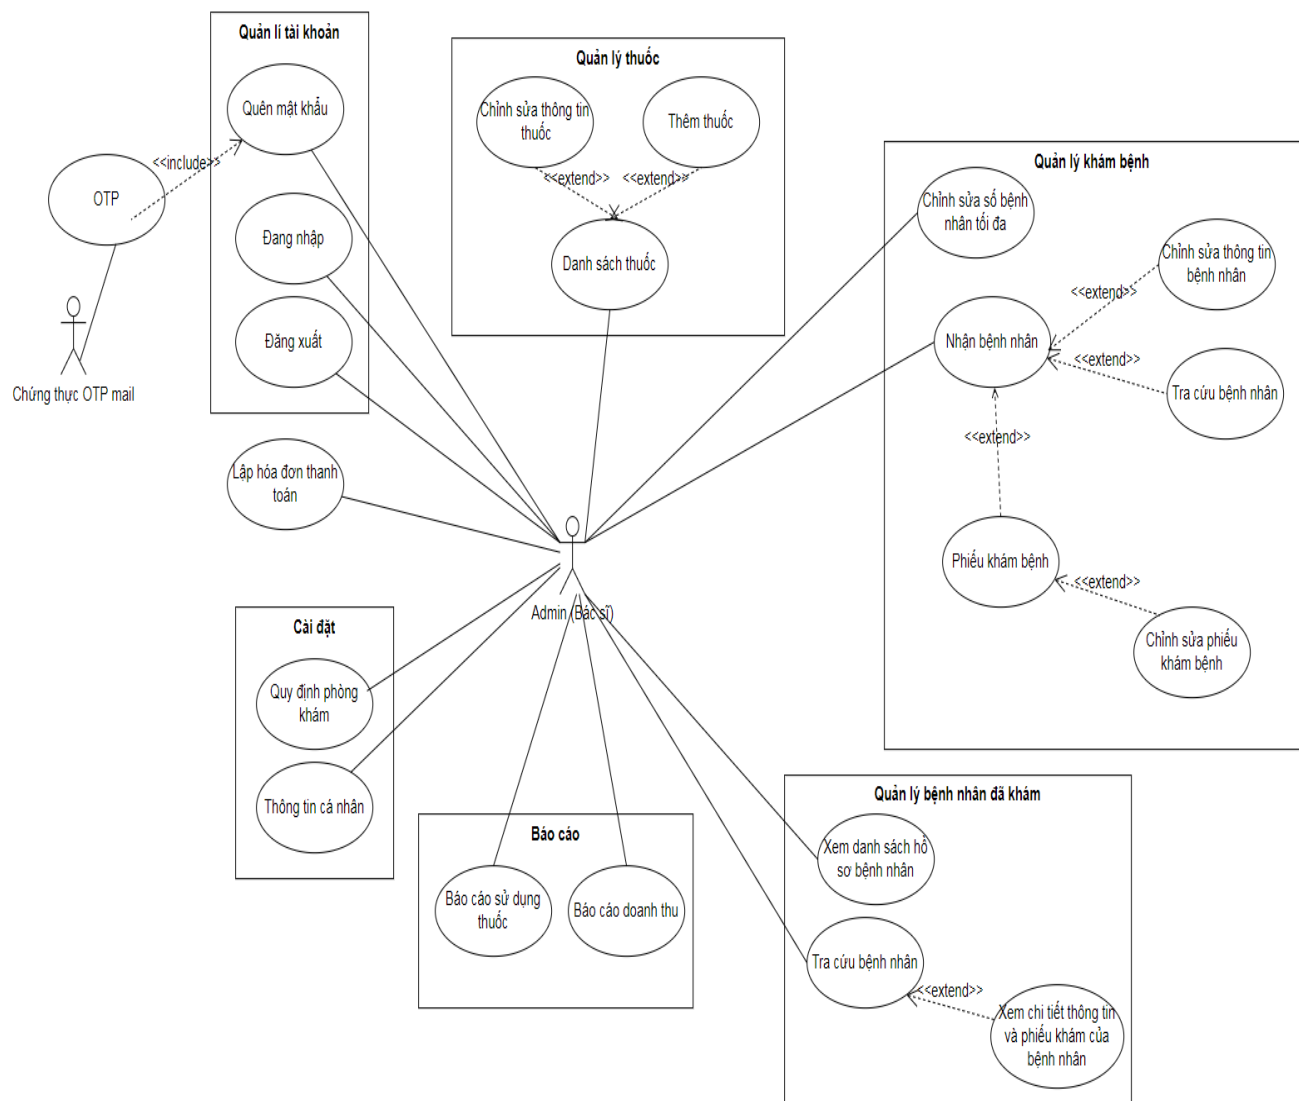 Quản lí tài khoản
Quên mật khẩu
<<include>>
OTP
Đang nhập
Đăng xuất
Chứng thực OTP mail
Lập hóa đơn thanh
toán
Quản lý thuốc
Chỉnh sửa thông tin
thuốc
Thêm thuốc
<<extend>>
<<extend>>
Danh sách thuốc
Quản lý khám bệnh
Chỉnh sửa số bệnh
nhân tối đa
Chỉnh sửa thông tin
bệnh nhân
<<extend>>
Nhận bệnh nhân
<<extend>>
Tra cứu bệnh nhân
<<extend>>
Phiếu khám bệnh
<<extend>>
Chỉnh sửa phiếu
khám bệnh
Admin (Bác sĩ)
Cài đặt
Quy định phòng
khám
Thông tin cá nhân
Báo cáo
Báo cáo sử dụng
thuốc
Báo cáo doanh thu
Quản lý bệnh nhân đã khám
Xem danh sách hồ
sơ bệnh nhân
Tra cứu bệnh nhân
<<extend>>
Xem chi tiết thông tin
và phiếu khám của
bệnh nhân